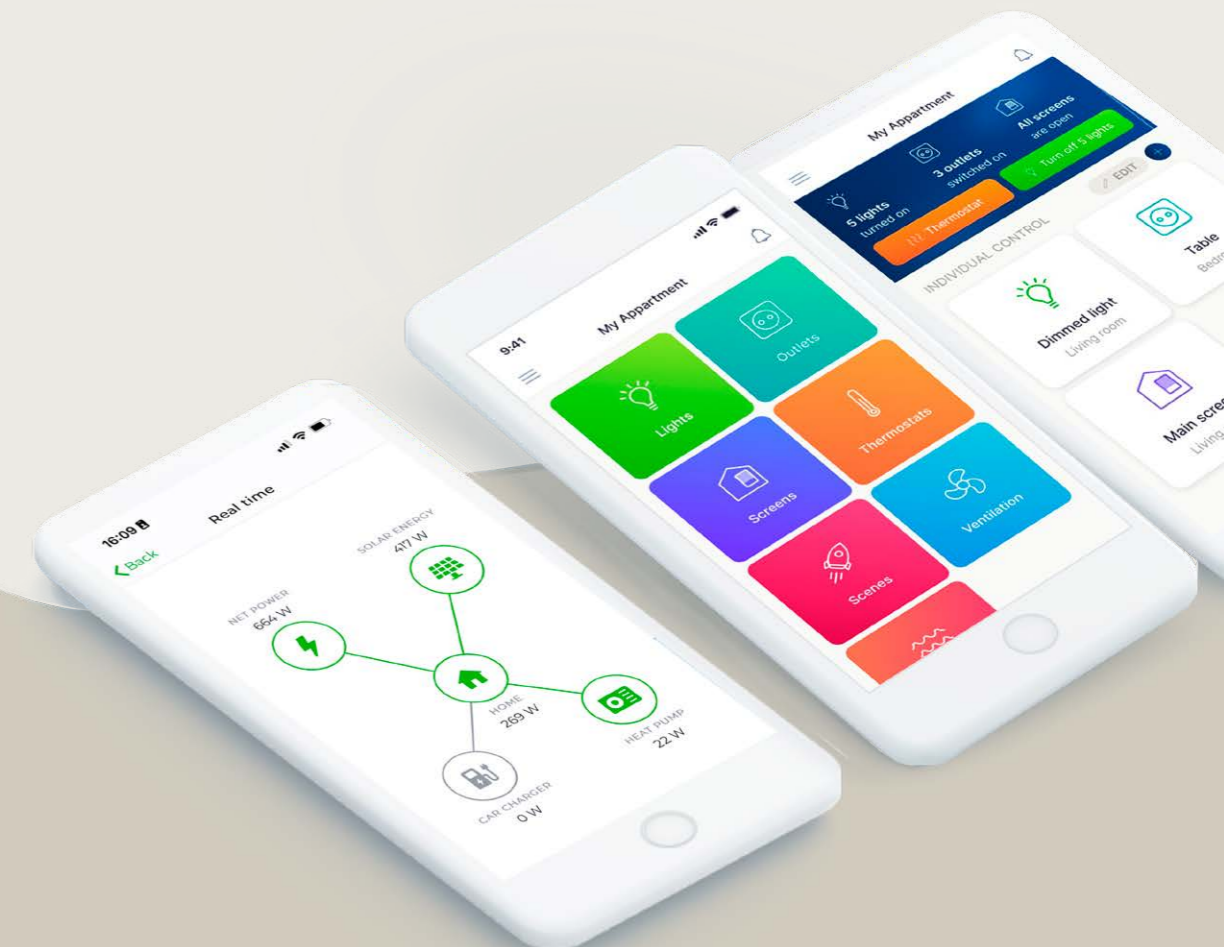 16:09
Back
Real time
SOLAR ENERGY
417 W
NET POWER
664 W
HOME
269 W
HEAT PUMP
22 W
CAR CHARGER
0 W
9:41
My Appartment
Lights
Outlets
Screens
Thermostats
Scenes
Ventilation
My Appartment
5 lights
turned on
3 outlets
switched on
All screens
are open
Thermostat
Turn off 5 lights
INDIVIDUAL CONTROL
EDIT
Dimmed light
Living room
Table
Main
Living